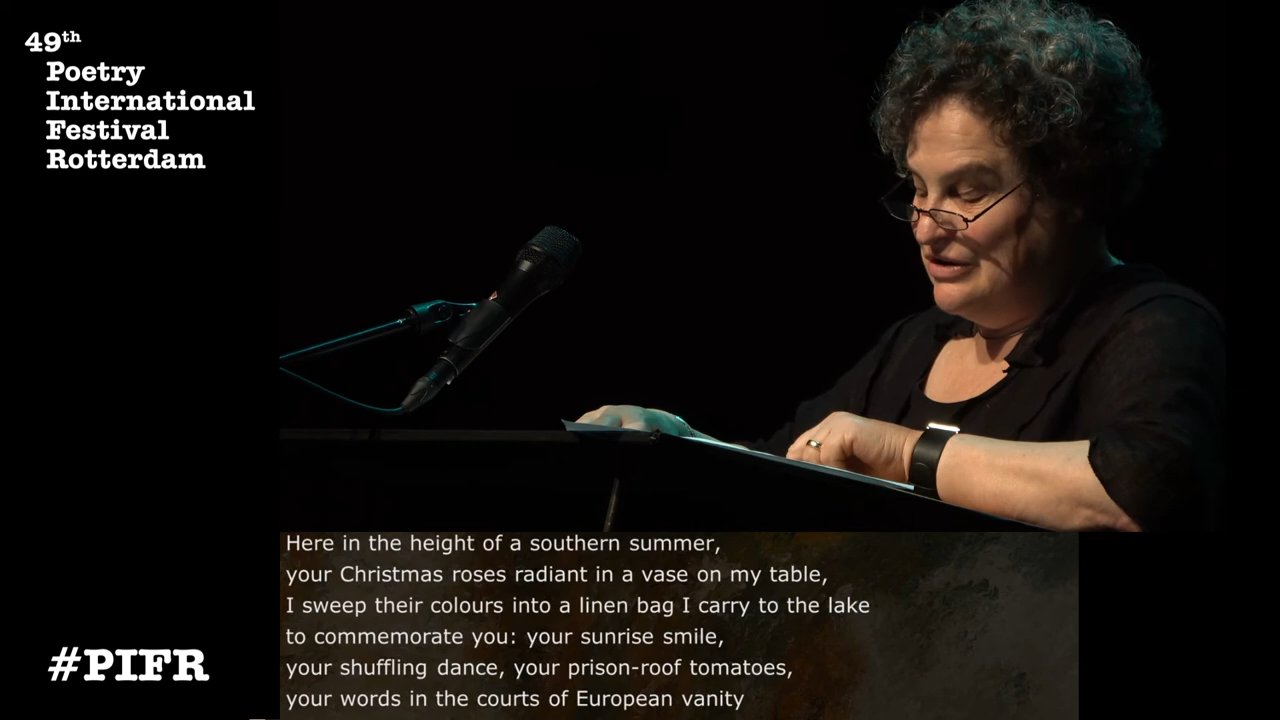 49th
Poetry
International
Festival
Rotterdam
Here in the height of a southern summer,
your Christmas roses radiant in a vase on my table,
I sweep their colours into a linen bag I carry to the lake
to commemorate you: your sunrise smile,
your shuffling dance, your prison-roof tomatoes,
your words in the courts of European vanity
#PIFR